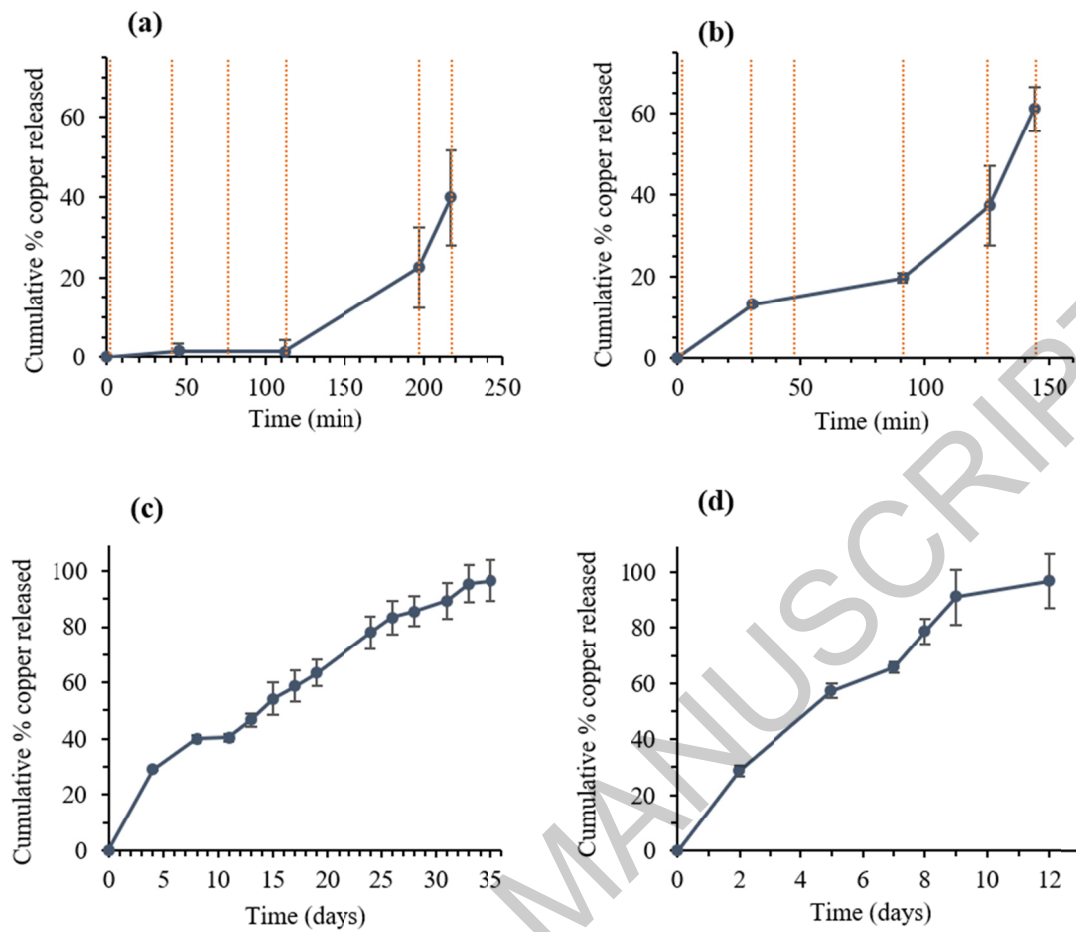 (a)
Cumulative % copper released
60
40
20
0
0 50 100 150 200 250
Time (min)
(b)
Cumulative % copper released
60
40
20
0
0 50 100 150
Time (min)
(c)
Cumulative % copper released
100
80
60
40
20
0
0 5 10 15 20 25 30 35
Time (days)
(d)
Cumulative % copper released
100
80
60
40
20
0
0 2 4 6 8 10 12
Time (days)
MANUSCRIPT